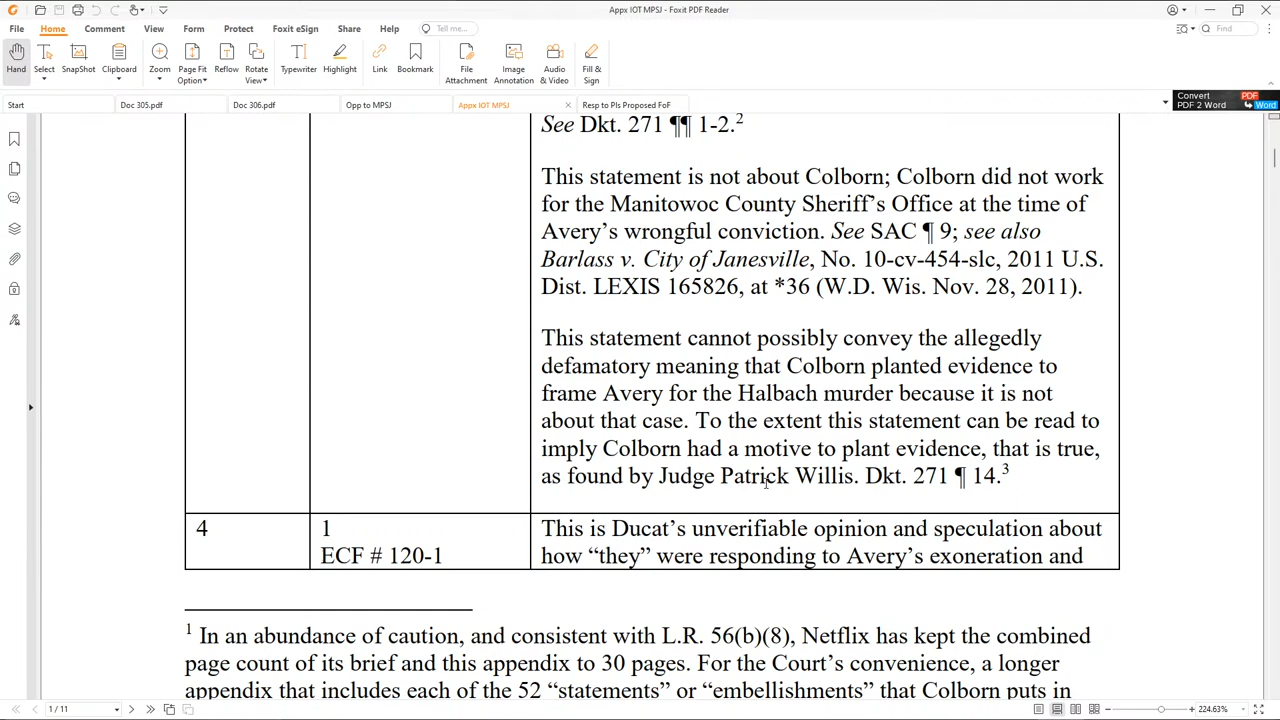 Appx IOT MPSJ - Foxit PDF Reader
File Home Comment View Form Protect Foxit eSign Share Help Tell me... Find
Hand Select SnapShot Clipboard Zoom Page Fit Option Reflow Rotate View Typewriter Highlight Link Bookmark File Attachment Image Annotation Audio & Video Fill & Sign
Start Doc 305.pdf Doc 306.pdf Opp to MPSJ Appx IOT MPSJ Resp to Pls Proposed FoF
Convert PDF
PDF 2 Word Word
See Dkt. 271 ¶¶ 1-2.2
This statement is not about Colborn; Colborn did not work
for the Manitowoc County Sheriff's Office at the time of
Avery's wrongful conviction. See SAC ¶ 9; see also
Barlass v. City of Janesville, No. 10-cv-454-slc, 2011 U.S.
Dist. LEXIS 165826, at *36 (W.D. Wis. Nov. 28, 2011).
This statement cannot possibly convey the allegedly
defamatory meaning that Colborn planted evidence to
frame Avery for the Halbach murder because it is not
about that case. To the extent this statement can be read to
imply Colborn had a motive to plant evidence, that is true,
as found by Judge Patrick Willis. Dkt. 271 ¶ 14.3
4 1 This is Ducat's unverifiable opinion and speculation about
ECF # 120-1 how "they" were responding to Avery's exoneration and
1 In an abundance of caution, and consistent with L.R. 56(b)(8), Netflix has kept the combined
page count of its brief and this appendix to 30 pages. For the Court's convenience, a longer
appendix that includes each of the 52 "statements" or "embellishments" that Colborn puts in
1 / 11 224.63%